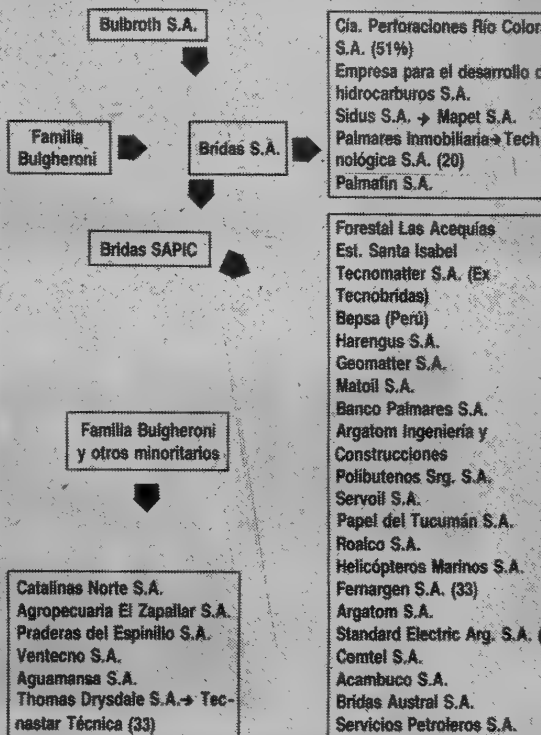 Bulbroth S.A.
Familia
Bulgheroni
Bridas S.A.
Cía. Perforaciones Río
S.A. (51%)
Empresa para el desarrollo
hidrocarburos S.A.
Sidus S.A. → Mapet S.A.
Palmares Inmobiliaria → Tech
nológica S.A. (20)
Palmafin S.A.
Bridas SAPIC
Forestal Las Acequías
Est. Santa Isabel
Tecnomatter S.A. (Ex
Tecnobridas)
Bepsa (Perú)
Harengus S.A.
Geomatter S.A.
Matoil S.A.
Banco Palmares S.A.
Argatom Ingeniería y
Construcciones
Polibutenos Srg. S.A.
Servoil S.A.
Papel del Tucumán S.A.
Roalco S.A.
Helicópteros Marinos S.A.
Fernargen S.A. (33)
Argatom S.A.
Standard Electric Arg. S.A. (
Comtel S.A.
Acambuco S.A.
Bridas Austral S.A.
Servicios Petroleros S.A.
Familia Bulgheroni
y otros minoritarios
Catalinas Norte S.A.
Agropecuaria El Zapallar S.A.
Praderas del Espinillo S.A.
Ventecno S.A.
Aguamansa S.A.
Thomas Drysdale S.A. → Tec-
nastar Técnica (33)